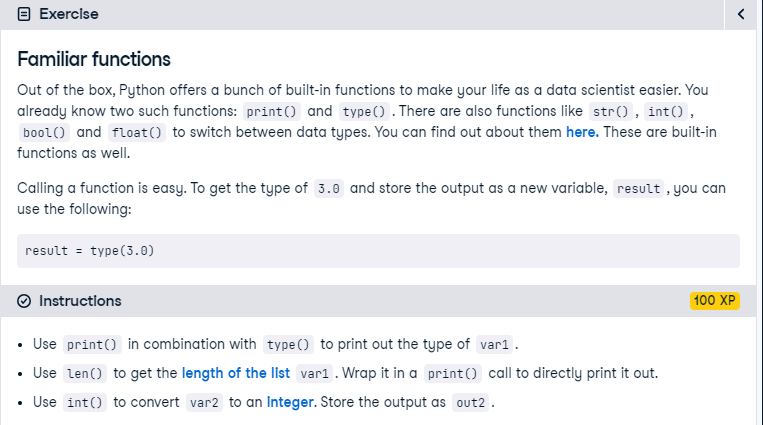 Exercise
Familiar functions
Out of the box, Python offers a bunch of built-in functions to make your life as a data scientist easier. You
already know two such functions: print() and type(). There are also functions like str(), int(),
bool() and float() to switch between data types. You can find out about them here. These are built-in
functions as well.
Calling a function is easy. To get the type of 3.0 and store the output as a new variable, result, you can
use the following:
result = type(3.0)
Instructions 100 XP
• Use print() in combination with type() to print out the type of var1.
• Use len() to get the length of the list var1. Wrap it in a print() call to directly print it out.
• Use int() to convert var2 to an integer. Store the output as out2.